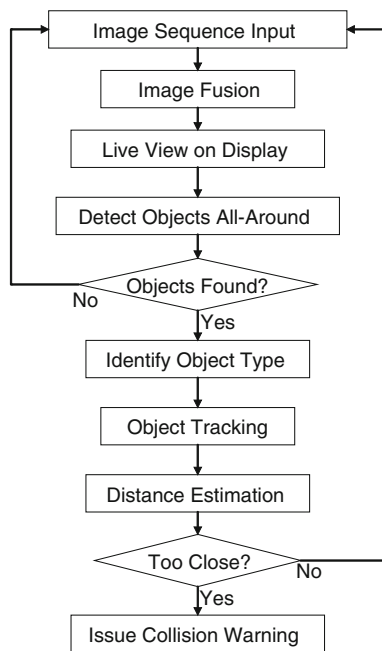 Image Sequence Input
Image Fusion
Live View on Display
Detect Objects All-Around
Objects Found?
No
Yes
Identify Object Type
Object Tracking
Distance Estimation
Too Close?
No
Yes
Issue Collision Warning